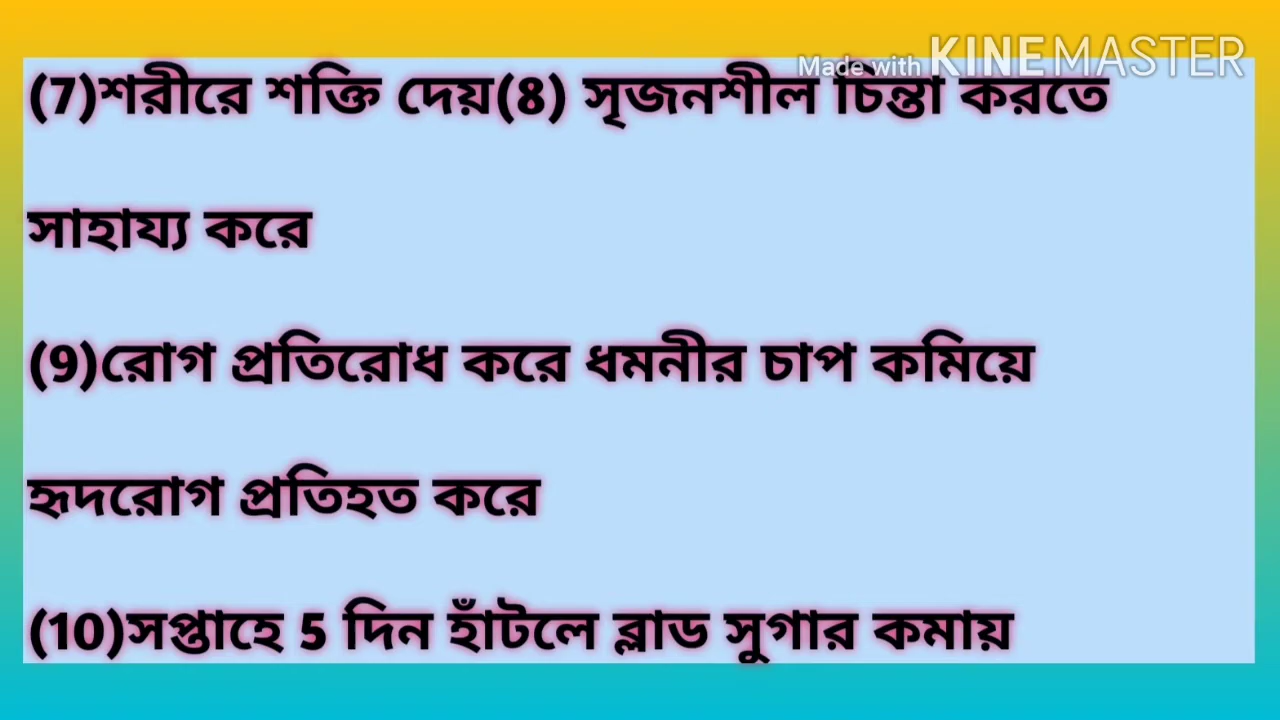 Made with KINEMASTER
(7)শরীরে শক্তি দেয়(8) সৃজনশীল চিন্তা করতে
সাহায্য করে
(9)রোগ প্রতিরোধ করে ধমনীর চাপ কমিয়ে
হৃদরোগ প্রতিহত করে
(10)সপ্তাহে 5 দিন হাঁটলে ব্লাড সুগার কমায়